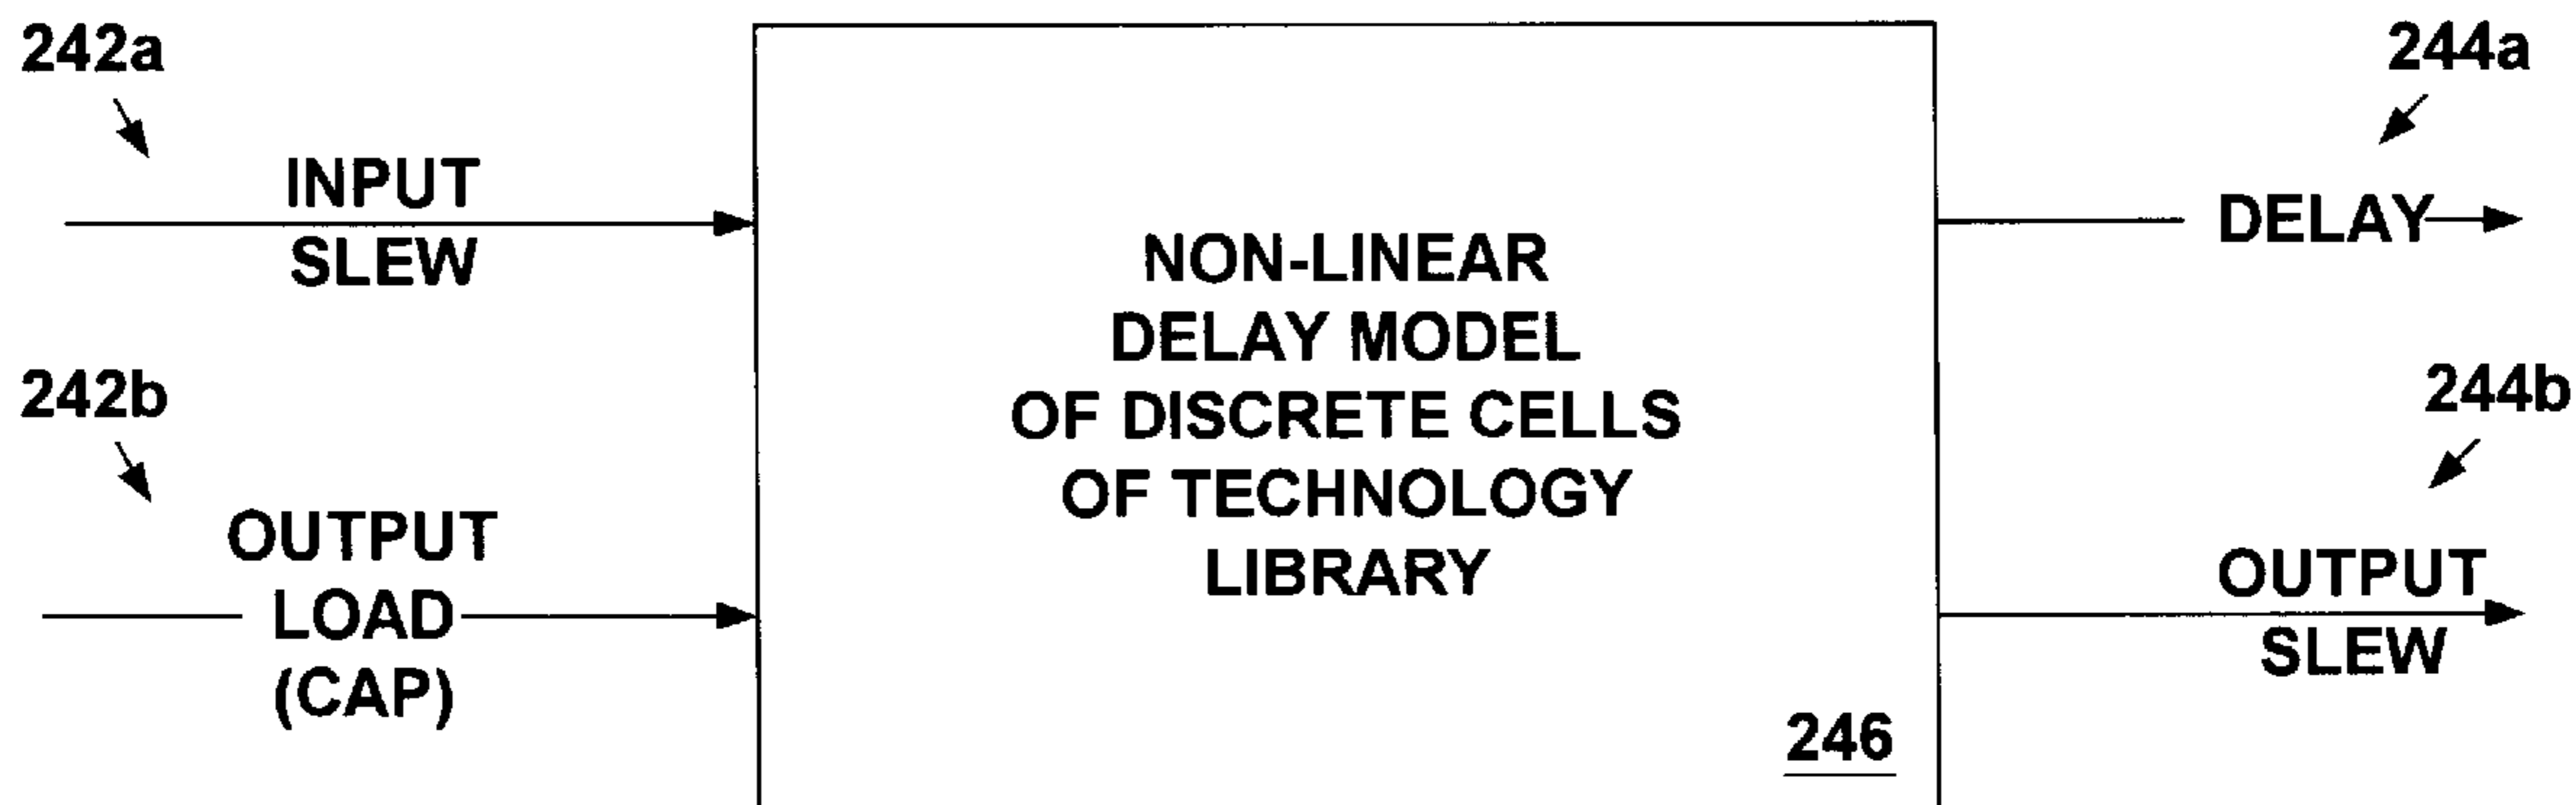 242a
INPUT
SLEW
242b
OUTPUT
LOAD
(CAP)
NON-LINEAR
DELAY MODEL
OF DISCRETE CELLS
OF TECHNOLOGY
LIBRARY
246
244a
DELAY
244b
OUTPUT
SLEW